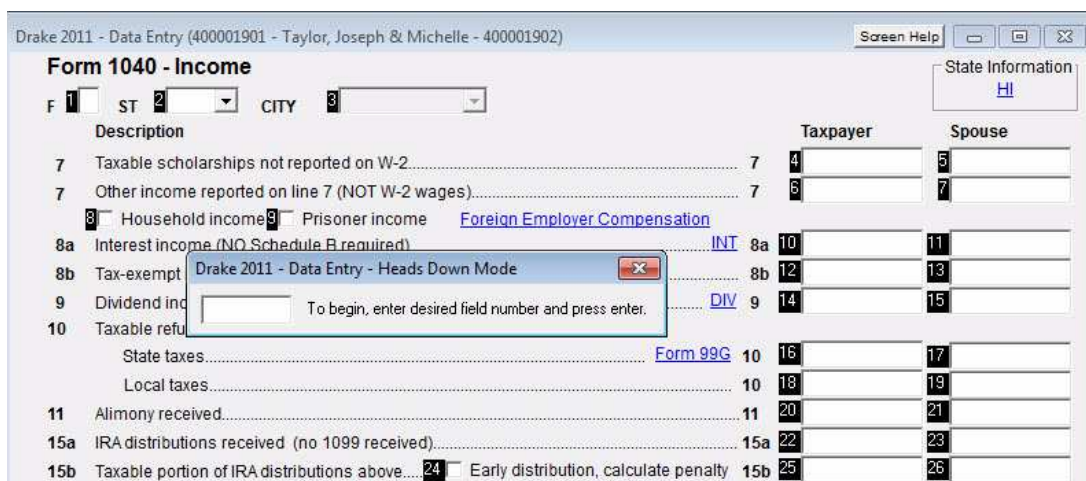 Drake 2011 - Data Entry (400001901 - Taylor, Joseph & Michelle - 400001902) Screen Help
Form 1040 - Income
State Information
HI
F 1 ST 2 CITY 3
Description Taxpayer Spouse
7 Taxable scholarships not reported on W-2 7 4 5
7 Other income reported on line 7 (NOT W-2 wages) 7 6 7
8 Household income 9 Prisoner income Foreign Employer Compensation
8a Interest income (NO Schedule B required) INT 8a 10 11
Drake 2011 - Data Entry - Heads Down Mode
To begin, enter desired field number and press enter.
8b Tax-exempt 8b 12 13
9 Dividend inc DIV 9 14 15
10 Taxable refu
State taxes Form 99G 10 16 17
Local taxes 10 18 19
11 Alimony received 11 20 21
15a IRA distributions received (no 1099 received) 15a 22 23
15b Taxable portion of IRA distributions above 24 Early distribution, calculate penalty 15b 25 26